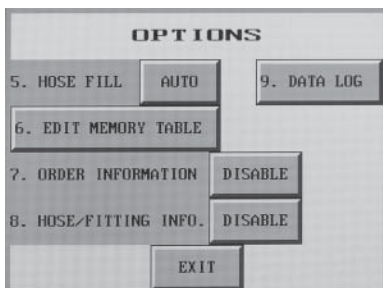 OPTIONS
5. HOSE FILL AUTO 9. DATA LOG
6. EDIT MEMORY TABLE
7. ORDER INFORMATION DISABLE
8. HOSE/FITTING INFO. DISABLE
EXIT